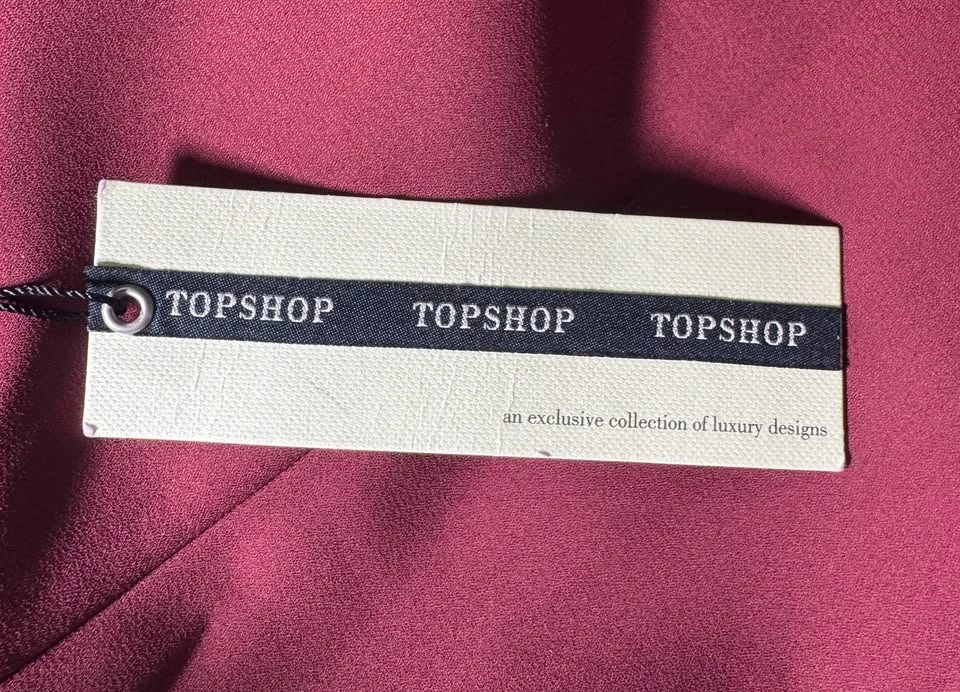 TOPSHOP TOPSHOP TOPSHOP
an exclusive collection of luxury designs